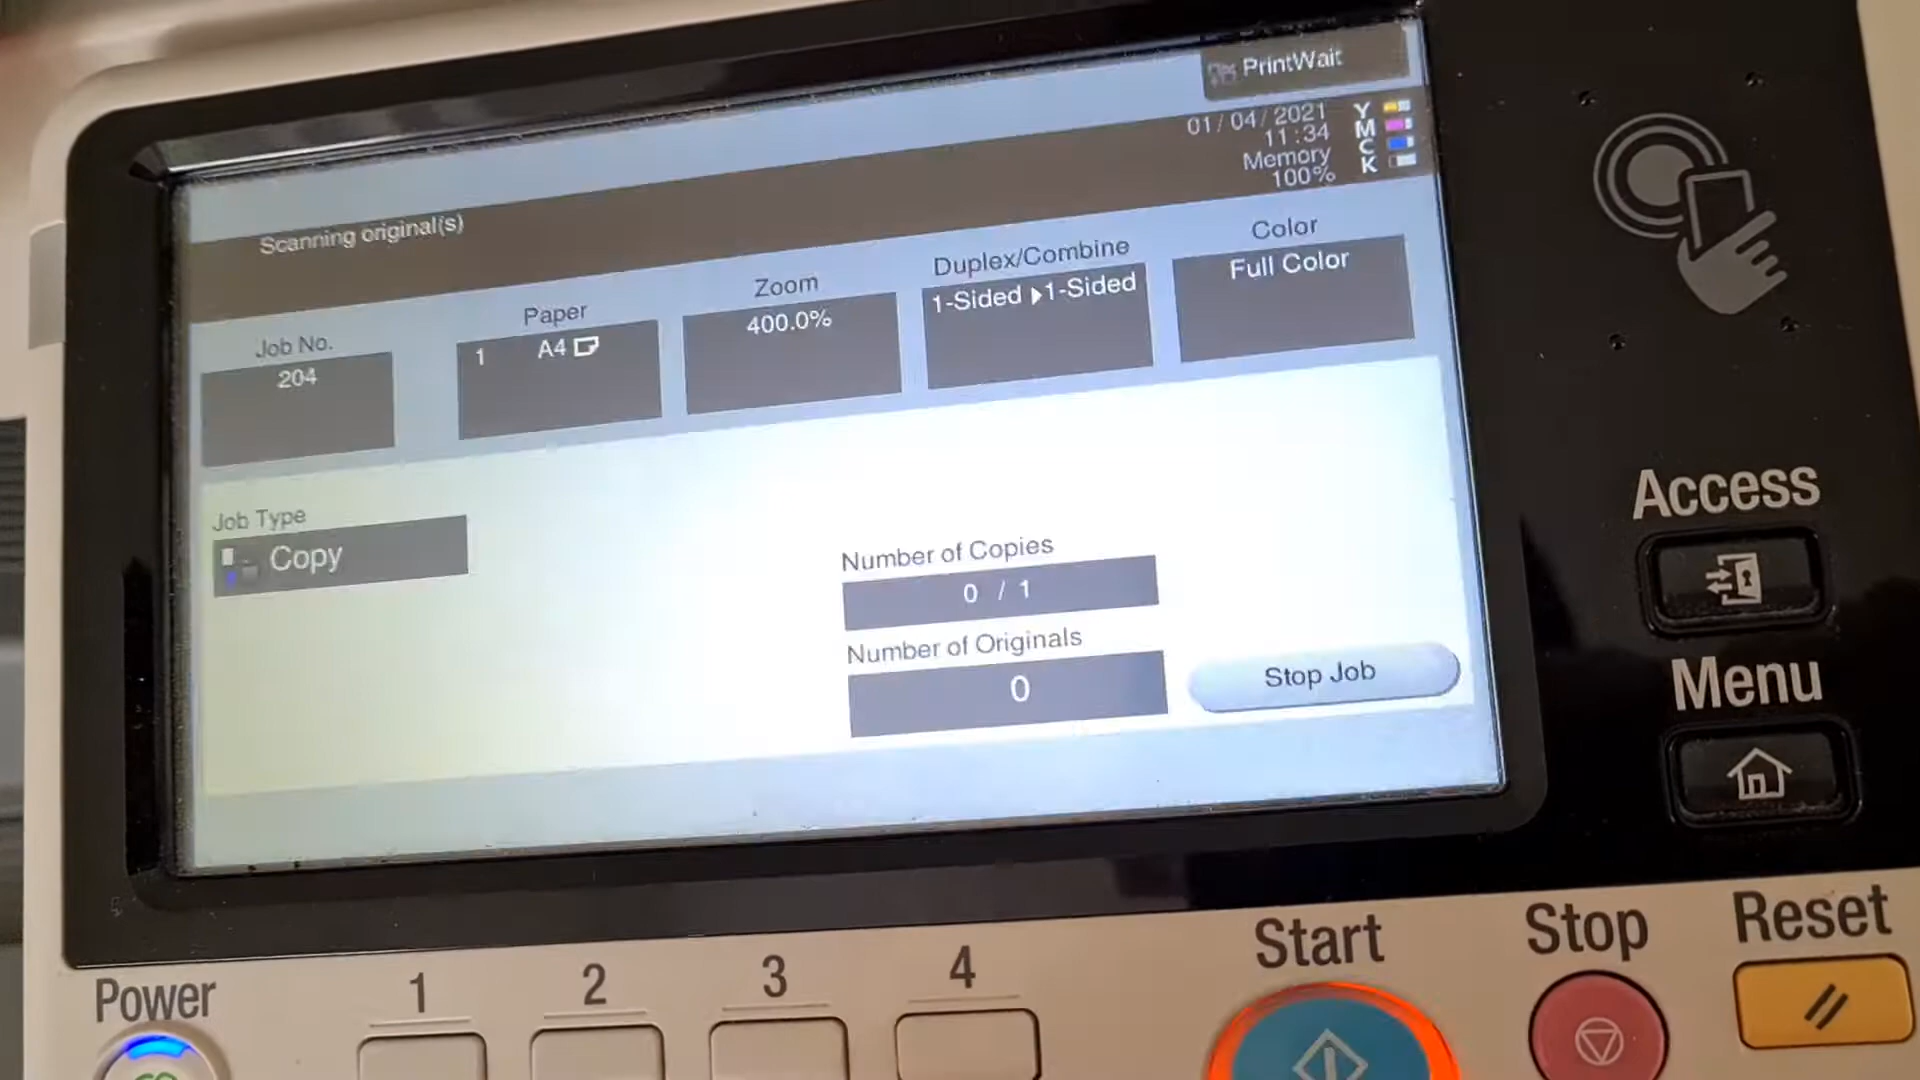 PrintWait
01/04/2021
11:34
Memory
100%
Y
M
C
K
Scanning original(s)
Job No.
204
Paper
1 A4
Zoom
400.0%
Duplex/Combine
1-Sided ▶1-Sided
Color
Full Color
Job Type
Copy
Number of Copies
0 / 1
Number of Originals
0
Stop Job
Access
Menu
Power
1
2
3
4
Start
Stop
Reset